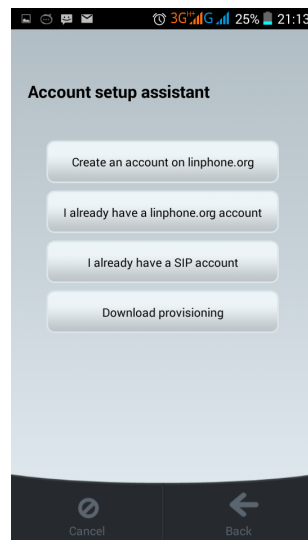 3G G 25% 21:13
Account setup assistant
Create an account on linphone.org
I already have a linphone.org account
I already have a SIP account
Download provisioning
Cancel Back